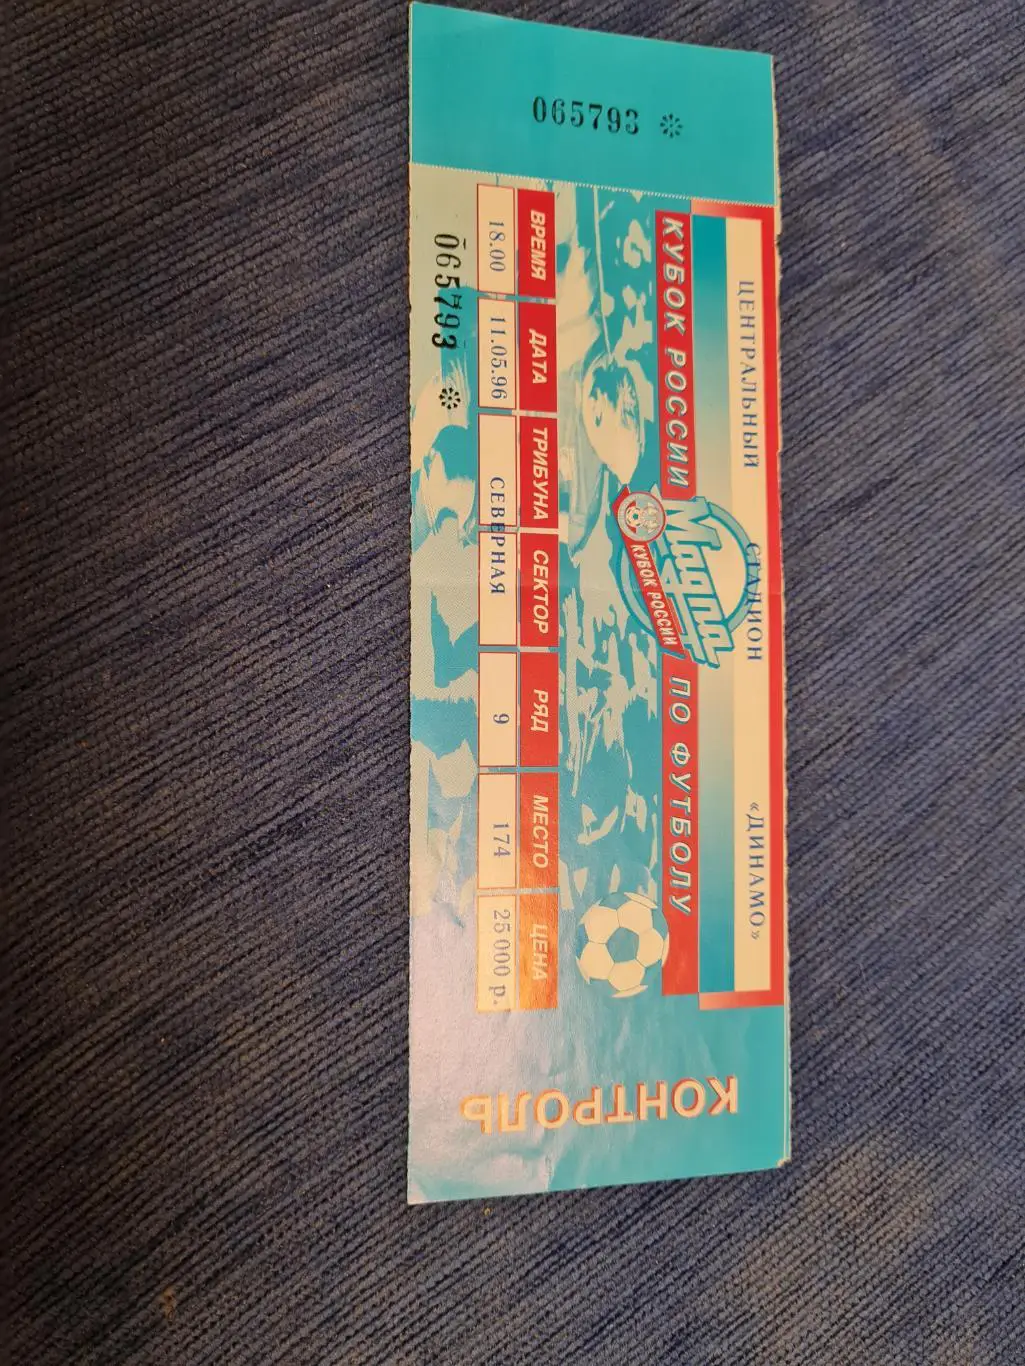 065793 *
ЦЕНТРАЛЬНЫЙ СТАДИОН «ДИНАМО»
КУБОК РОССИИ ПО ФУТБОЛУ
Magna
КУБОК РОССИИ
ВРЕМЯ ДАТА ТРИБУНА СЕКТОР РЯД МЕСТО ЦЕНА
18.00 11.05.96 СЕВЕРНАЯ 9 174 25 000 р.
065793 *
КОНТРОЛЬ